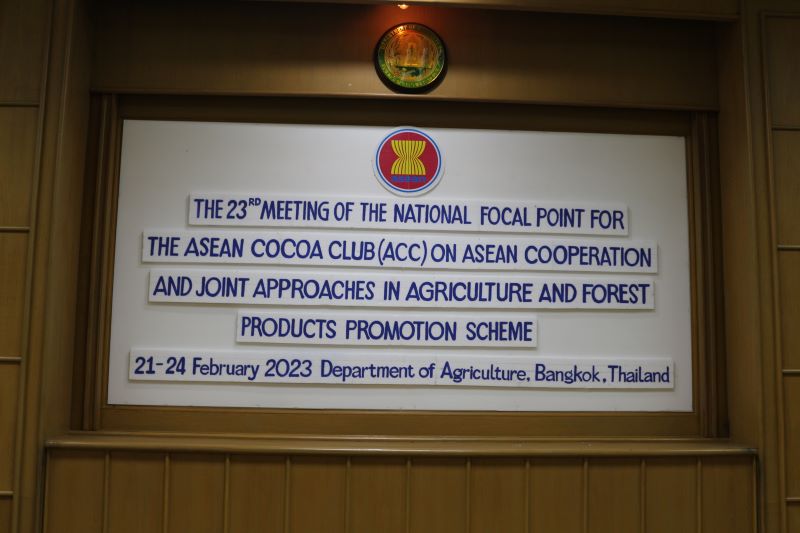 asean
THE 23RD MEETING OF THE NATIONAL FOCAL POINT FOR
THE ASEAN COCOA CLUB (ACC) ON ASEAN COOPERATION
AND JOINT APPROACHES IN AGRICULTURE AND FOREST
PRODUCTS PROMOTION SCHEME
21-24 February 2023 Department of Agriculture, Bangkok, Thailand